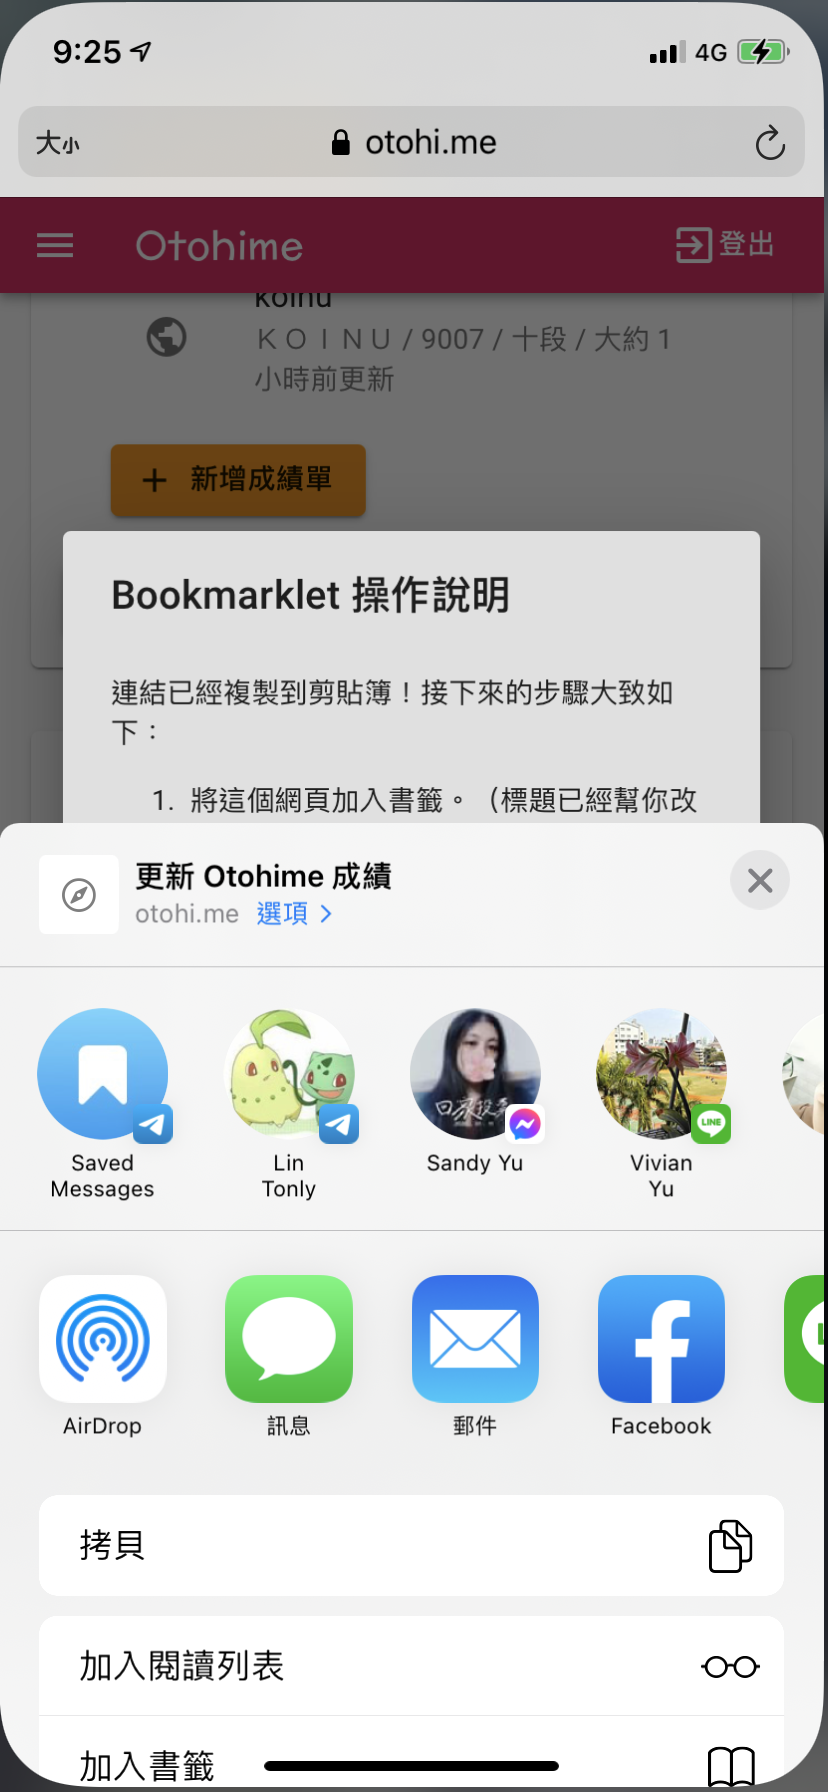 9:25
4G
大小
otohi.me
Otohime
登出
koinu
ＫＯＩＮＵ / 9007 / 十段 / 大約 1
小時前更新
新增成績單
Bookmarklet 操作說明
連結已經複製到剪貼簿！接下來的步驟大致如
下：
1. 將這個網頁加入書籤。（標題已經幫你改
更新 Otohime 成績
otohi.me 選項
Saved
Messages
Lin
Tonly
Sandy Yu
LINE
Vivian
Yu
AirDrop
訊息
郵件
Facebook
拷貝
加入閱讀列表
加入書籤